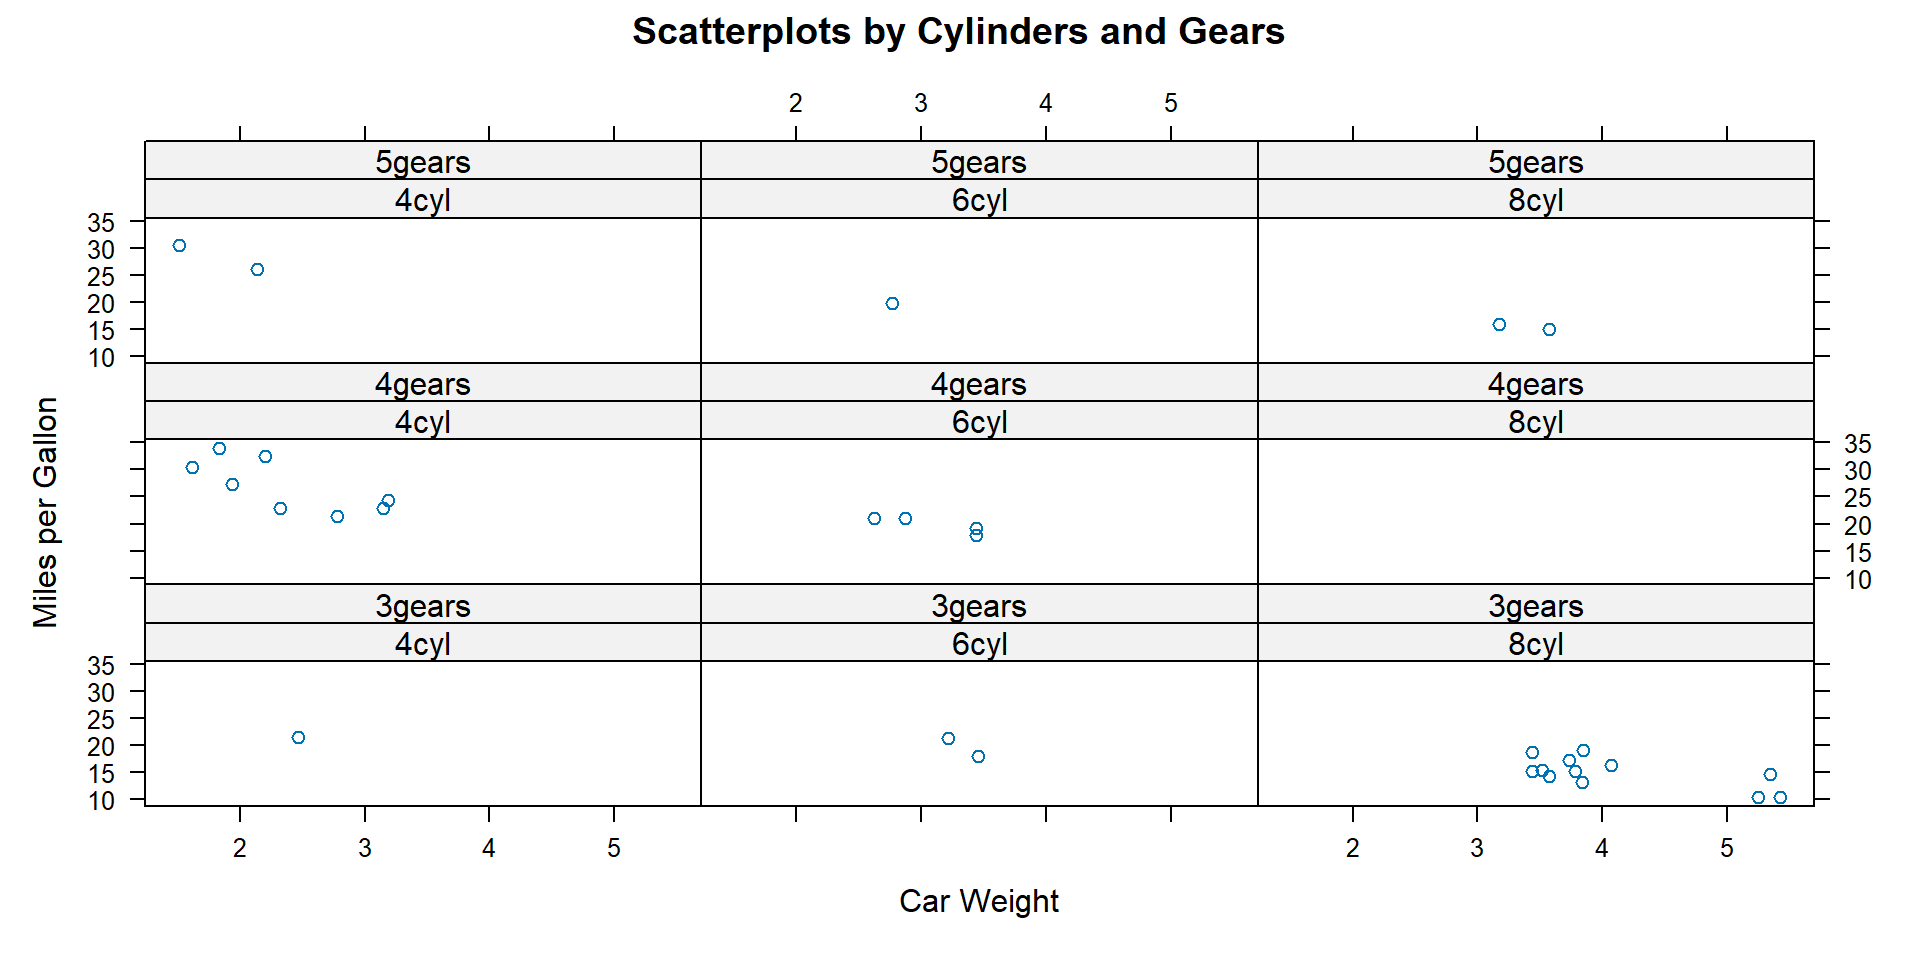 Scatterplots by Cylinders and Gears
2 3 4 5
5gears 5gears 5gears
4cyl 6cyl 8cyl
35
30
25
20
15
10
4gears 4gears 4gears
4cyl 6cyl 8cyl
35
30
25
20
15
10
Miles per Gallon
3gears 3gears 3gears
4cyl 6cyl 8cyl
35
30
25
20
15
10
2 3 4 5 2 3 4 5
Car Weight